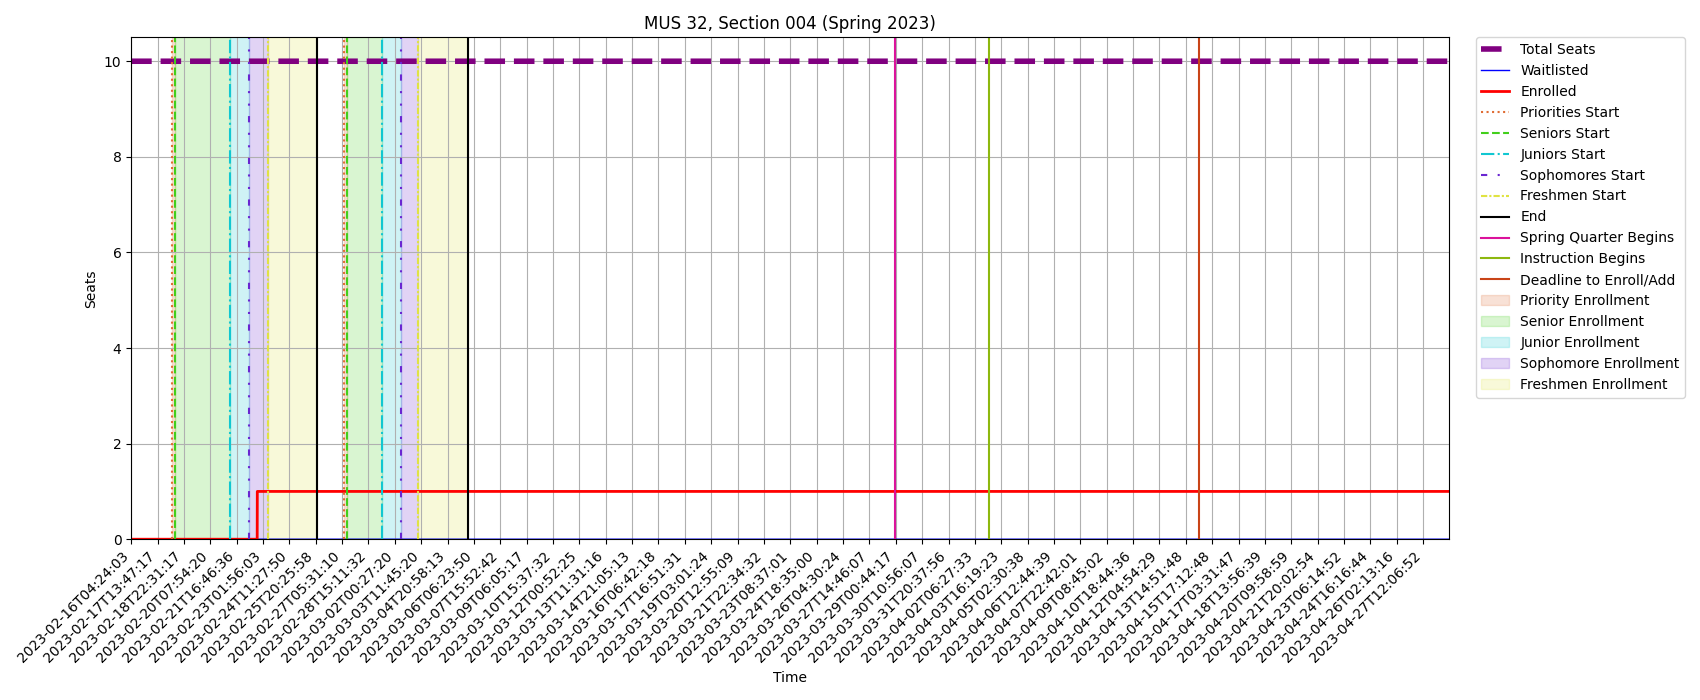 MUS 32, Section 004 (Spring 2023)
10
8
6
4
2
0
Seats
2023-02-16T04:24:03
2023-02-17T13:47:17
2023-02-18T22:31:17
2023-02-20T07:54:20
2023-02-21T16:46:36
2023-02-23T01:56:03
2023-02-24T11:27:50
2023-02-25T20:25:58
2023-02-27T05:31:10
2023-02-28T15:11:32
2023-03-02T00:27:20
2023-03-03T11:45:20
2023-03-04T20:58:13
2023-03-06T06:23:50
2023-03-07T15:52:42
2023-03-09T06:05:17
2023-03-10T15:37:32
2023-03-12T00:52:25
2023-03-13T11:31:16
2023-03-14T21:05:13
2023-03-16T06:42:18
2023-03-17T16:51:31
2023-03-19T03:01:24
2023-03-20T12:55:09
2023-03-21T22:34:32
2023-03-23T08:37:01
2023-03-24T18:35:00
2023-03-26T04:30:24
2023-03-27T14:46:07
2023-03-29T00:44:17
2023-03-30T10:56:07
2023-03-31T20:37:56
2023-04-02T06:27:33
2023-04-03T16:19:23
2023-04-05T02:30:38
2023-04-06T12:44:39
2023-04-07T22:42:01
2023-04-09T08:45:02
2023-04-10T18:44:36
2023-04-12T04:54:29
2023-04-13T14:51:48
2023-04-15T17:12:48
2023-04-17T03:31:47
2023-04-18T13:56:39
2023-04-20T09:58:59
2023-04-21T20:02:54
2023-04-23T06:14:52
2023-04-24T16:16:44
2023-04-26T02:13:16
2023-04-27T12:06:52
Time
Total Seats
Waitlisted
Enrolled
Priorities Start
Seniors Start
Juniors Start
Sophomores Start
Freshmen Start
End
Spring Quarter Begins
Instruction Begins
Deadline to Enroll/Add
Priority Enrollment
Senior Enrollment
Junior Enrollment
Sophomore Enrollment
Freshmen Enrollment